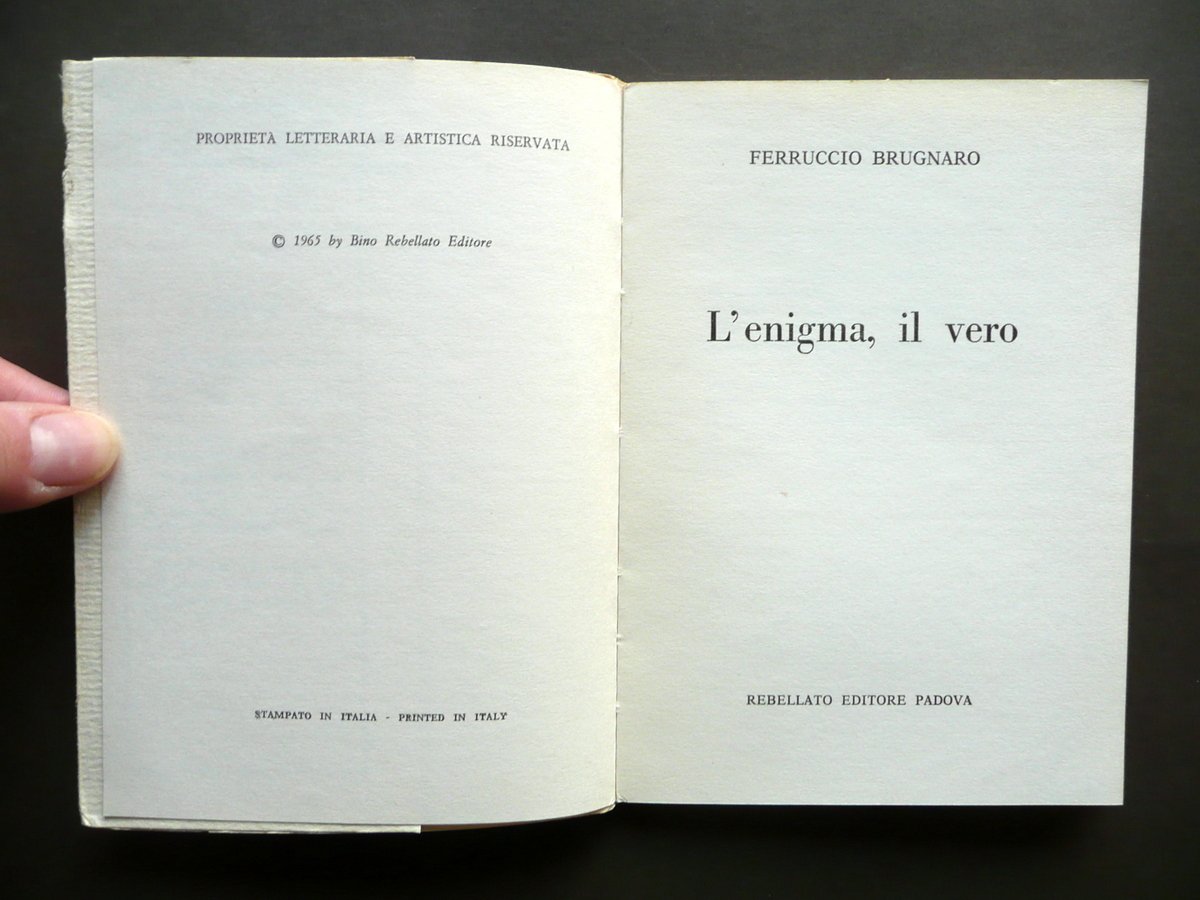 PROPRIETÀ LETTERARIA E ARTISTICA RISERVATA
© 1965 by Bino Rebellato Editore
STAMPATO IN ITALIA - PRINTED IN ITALY
FERRUCCIO BRUGNARO
L'enigma, il vero
REBELLATO EDITORE PADOVA